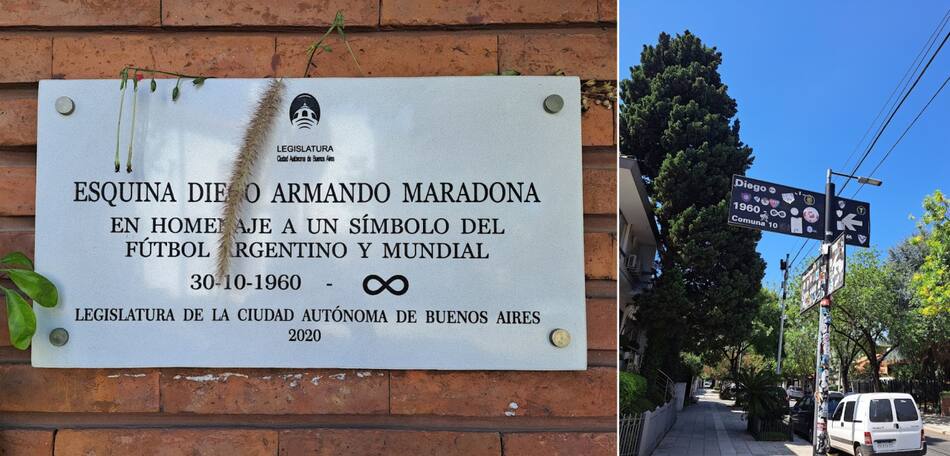 LEGISLATURA
Ciudad Autónoma de Buenos Aires
ESQUINA DIEGO ARMANDO MARADONA
EN HOMENAJE A UN SÍMBOLO DEL
FÚTBOL ARGENTINO Y MUNDIAL
30-10-1960 - ∞
LEGISLATURA DE LA CIUDAD AUTÓNOMA DE BUENOS AIRES
2020
Diego
1960 ∞
Comuna 10